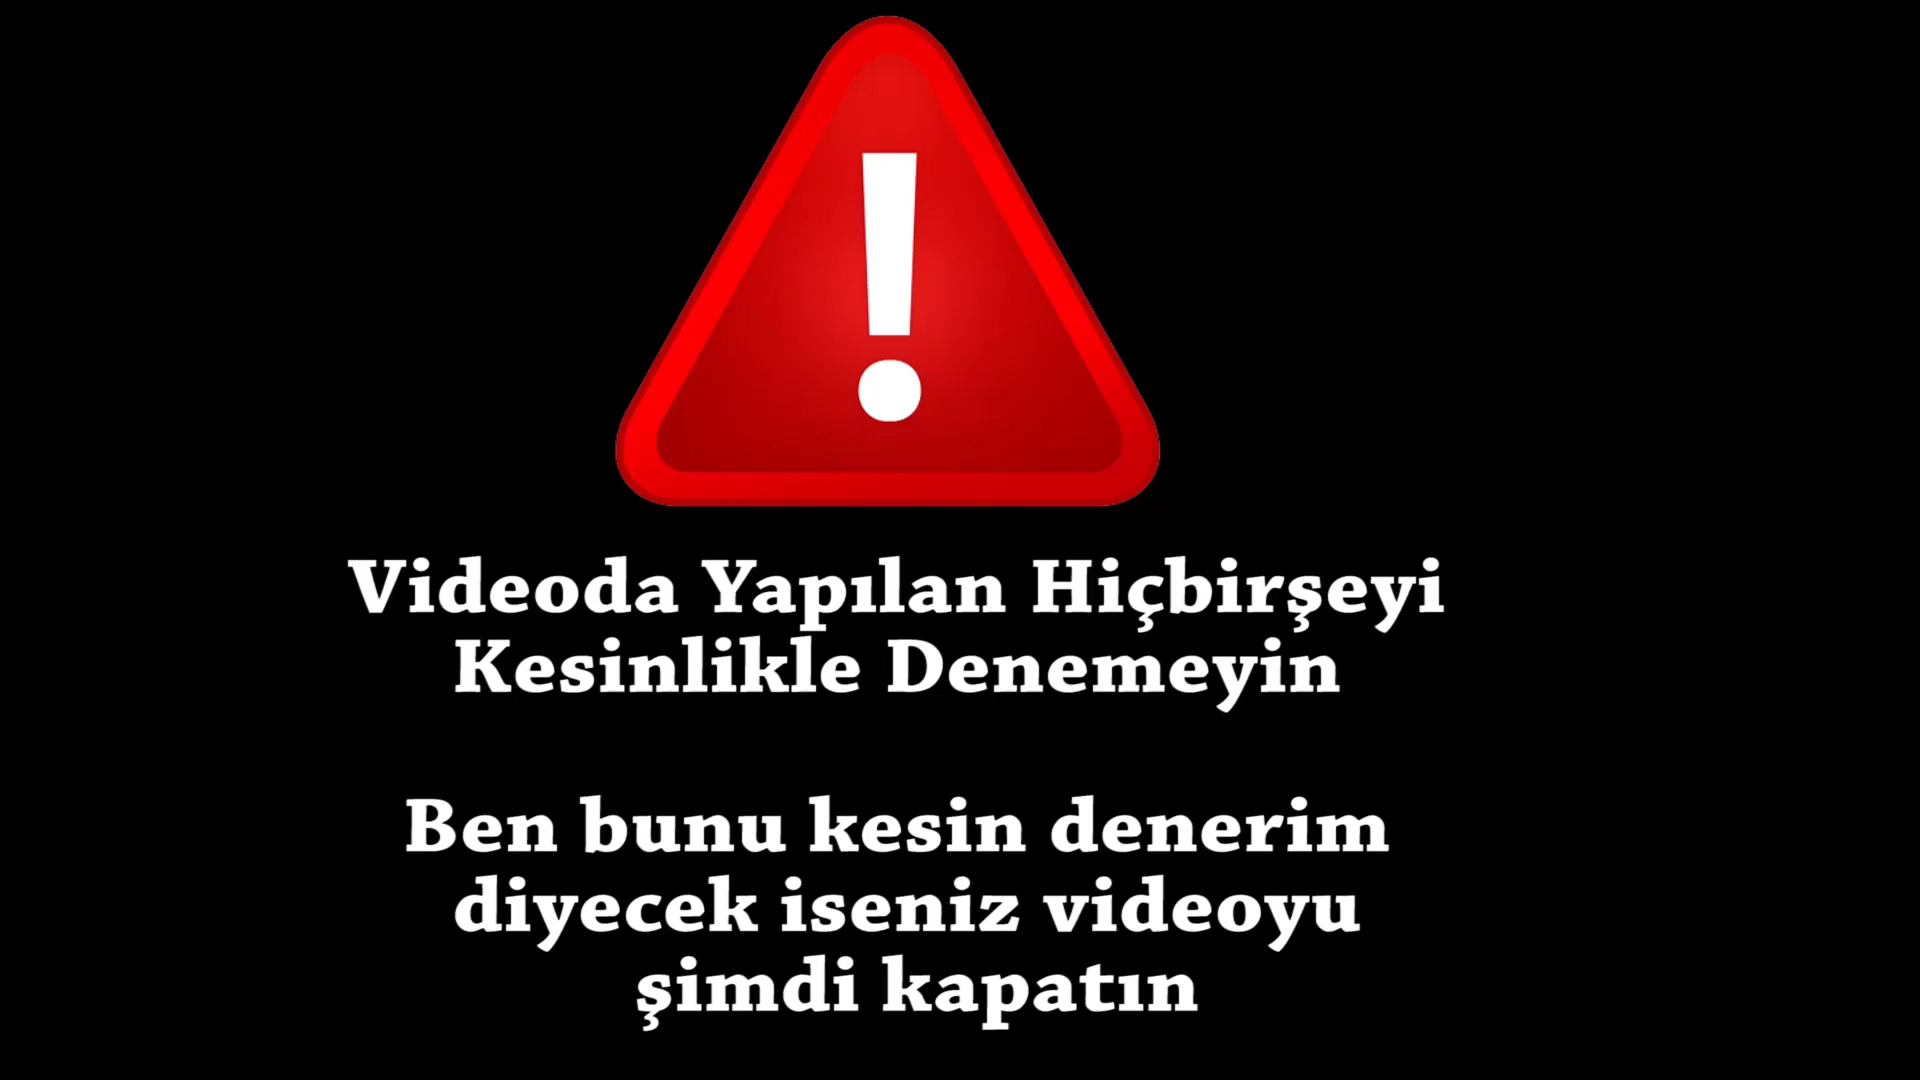 Videoda Yapılan Hiçbirşeyi
Kesinlikle Denemeyin
Ben bunu kesin denerim
diyecek iseniz videoyu
şimdi kapatın